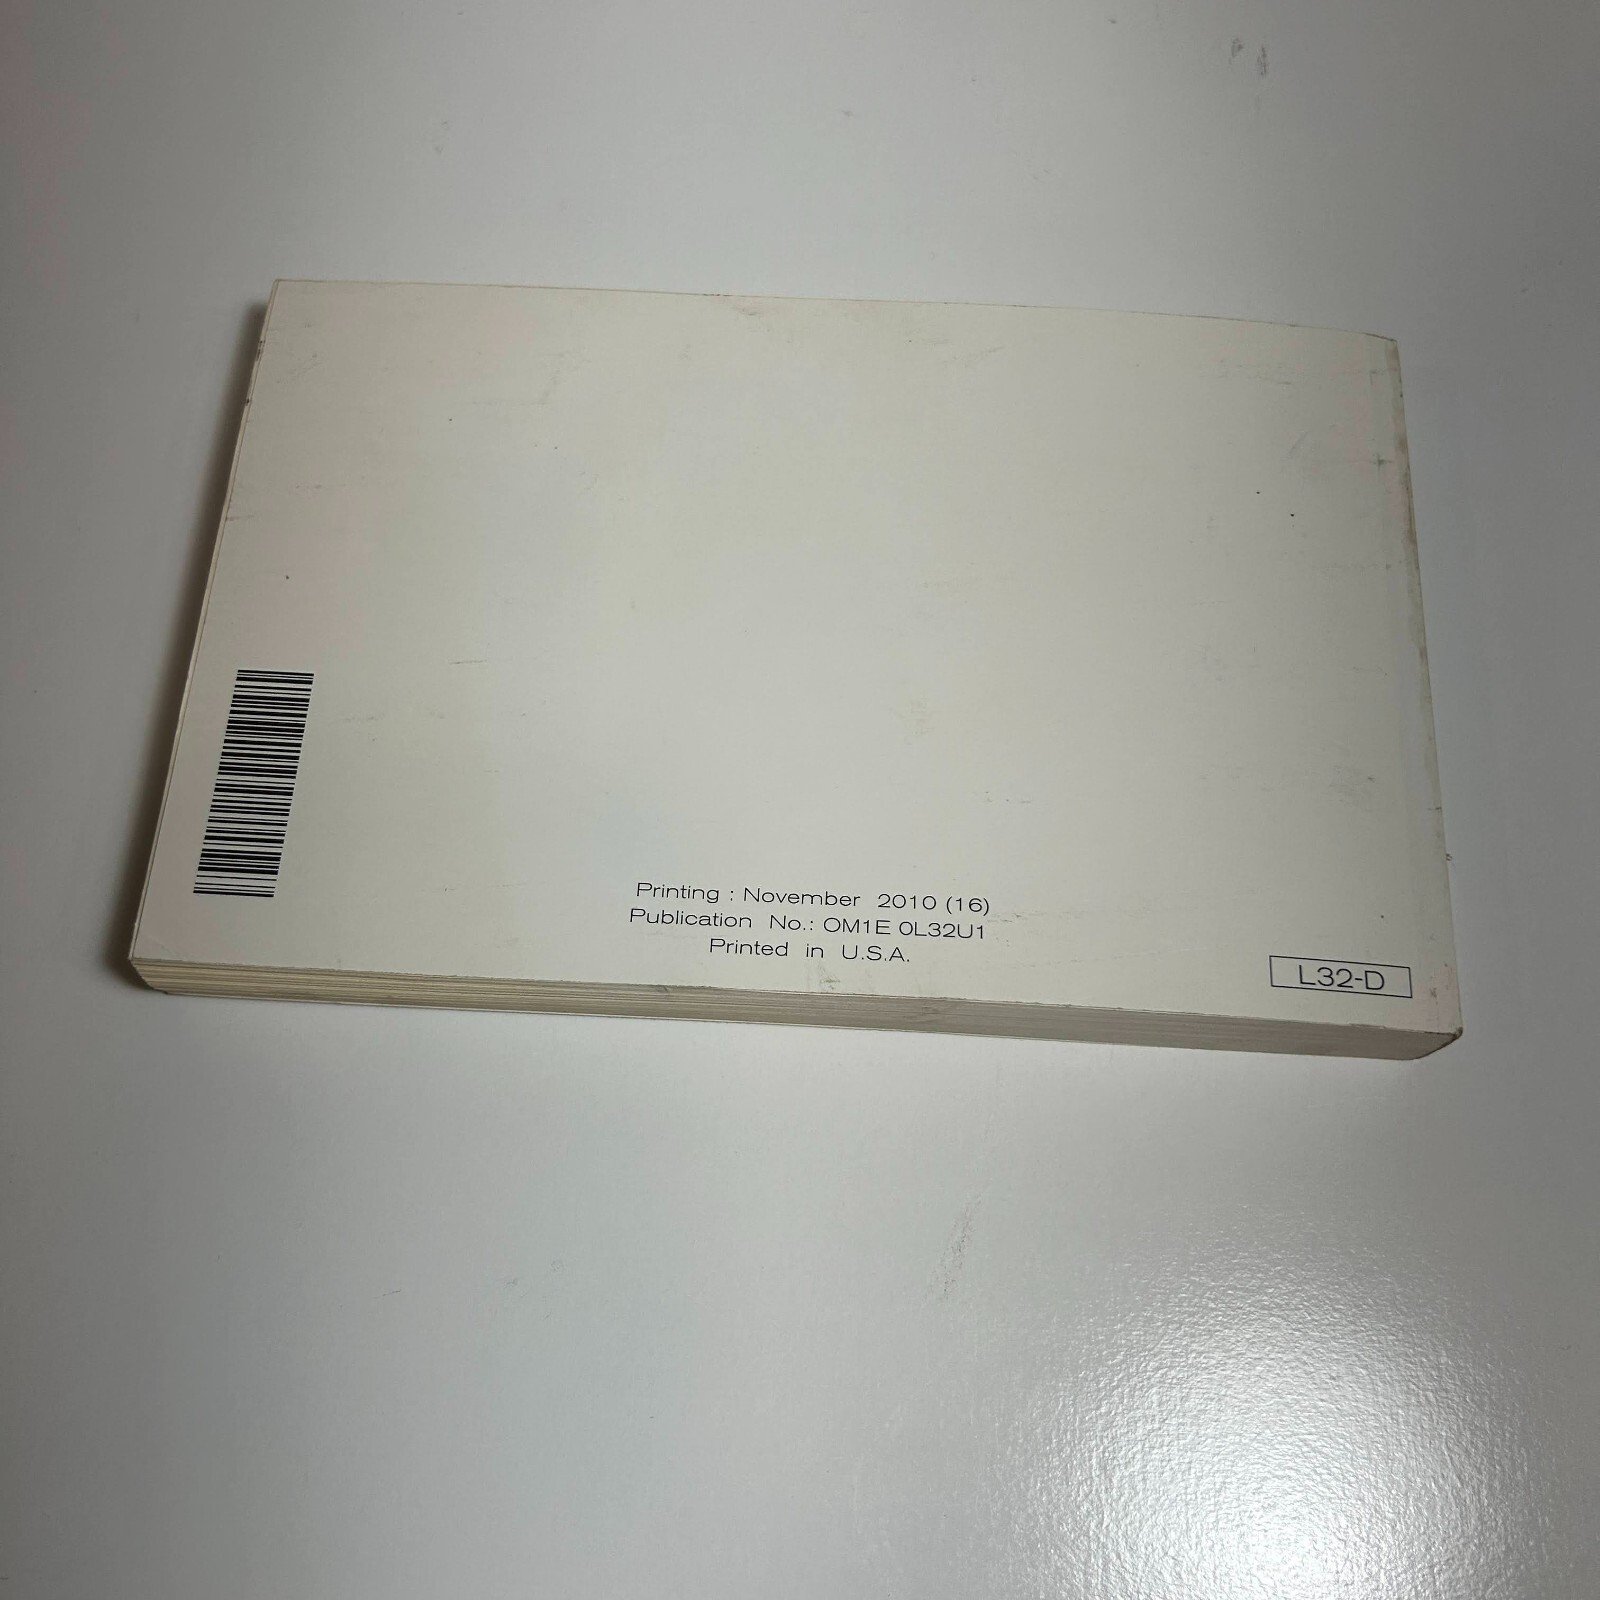 Printing : November 2010 (16)
Publication No.: OM1E 0L32U1
Printed in U.S.A.
L32-D